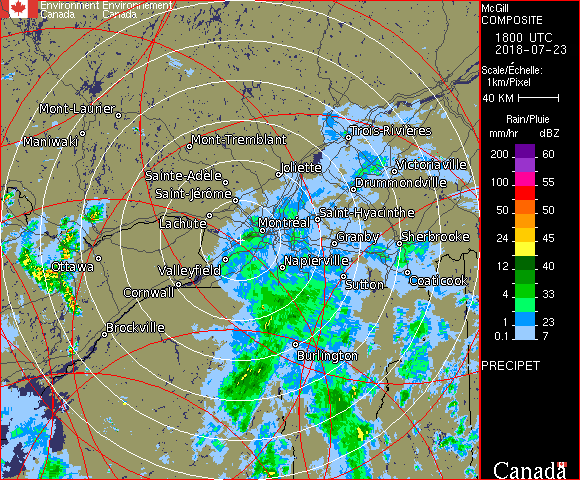 Environment Environnement
Canada Canada
McGill
COMPOSITE
1800 UTC
2018-07-23
Scale/Échelle:
1km/Pixel
40 KM
Rain/Pluie
mm/hr dBZ
200 60
100 55
50 50
24 45
12 40
4 33
1 23
0.1 7
PRECIPET
Canada
Mont-Laurier
Maniwaki
Mont-Tremblant
Trois-Rivières
Joliette
Victoriaville
Sainte-Adèle
Drummondville
Saint-Jérôme
Lachute
Saint-Hyacinthe
Montréal
Granby
Sherbrooke
Ottawa
Valleyfield
Napierville
Cornwall
Sutton
Coaticook
Brockville
Burlington